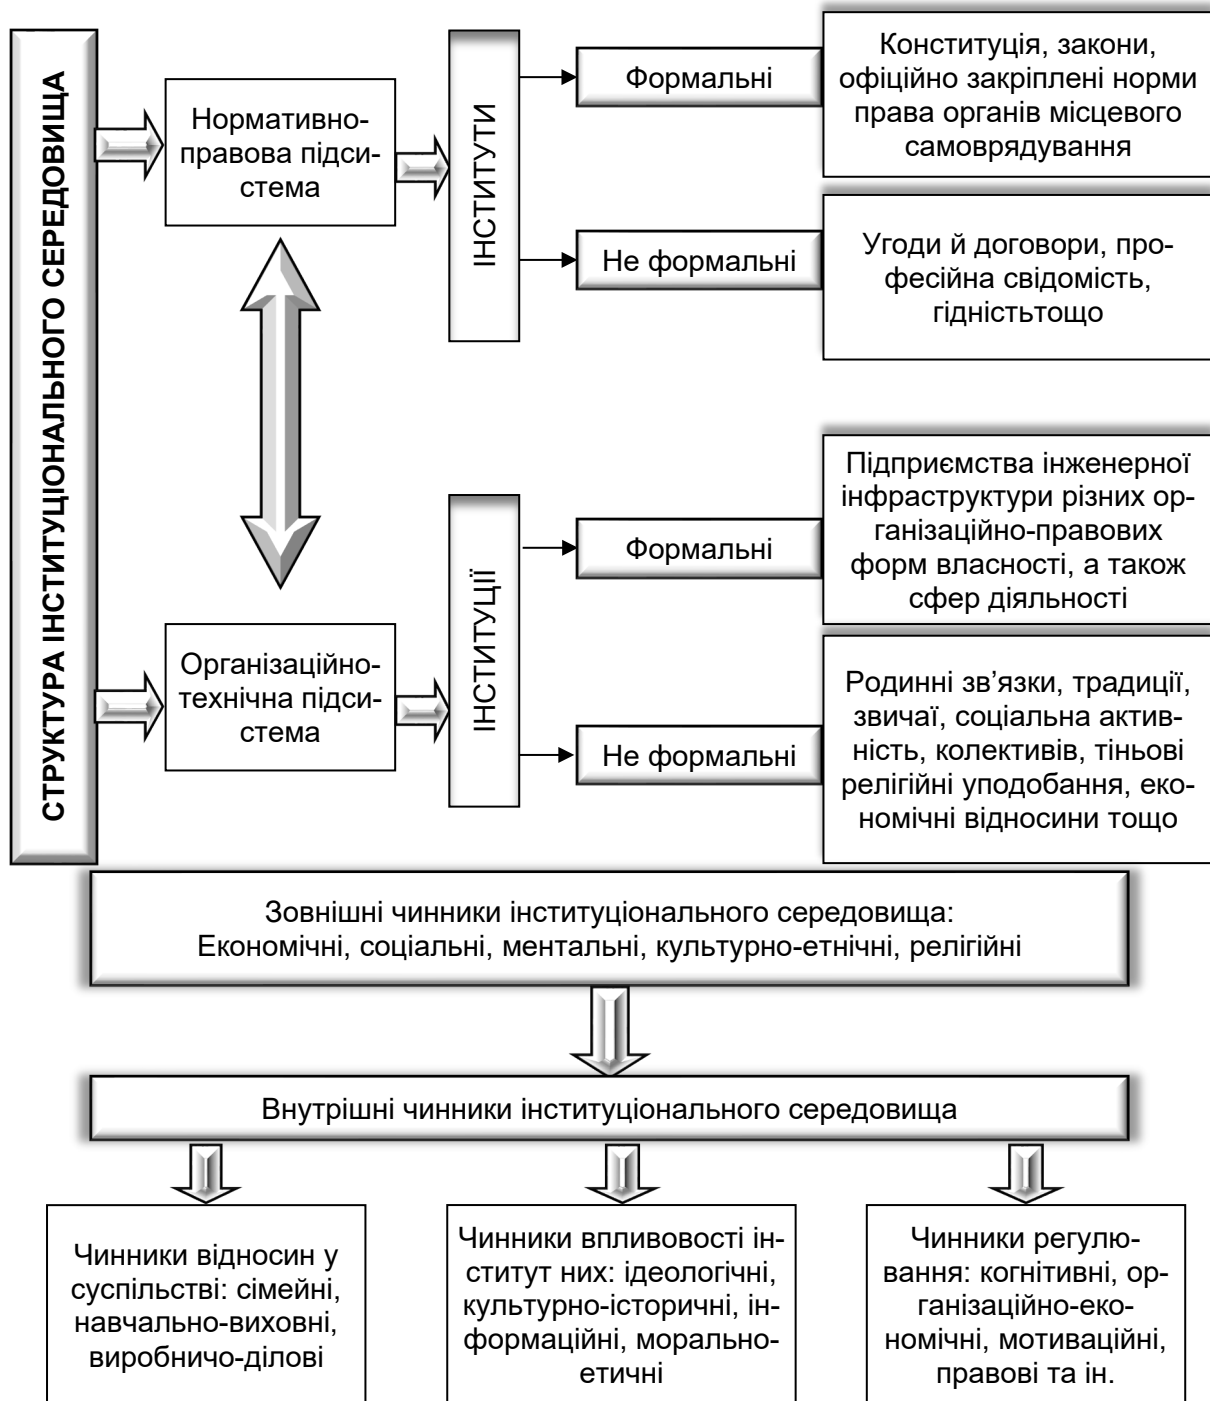 СТРУКТУРА ІНСТИТУЦІОНАЛЬНОГО СЕРЕДОВИЩА
Нормативно-
правова підси-
стема
ІНСТИТУТИ
Формальні
Конституція, закони,
офіційно закріплені норми
права органів місцевого
самоврядування
Не формальні
Угоди й договори, про-
фесійна свідомість,
гідністьтощо
Організаційно-
технічна підси-
стема
ІНСТИТУЦІЇ
Формальні
Підприємства інженерної
інфраструктури різних ор-
ганізаційно-правових
форм власності, а також
сфер діяльності
Не формальні
Родинні зв’язки, традиції,
звичаї, соціальна актив-
ність, колективів, тіньові
релігійні уподобання, еко-
номічні відносини тощо
Зовнішні чинники інституціонального середовища:
Економічні, соціальні, ментальні, культурно-етнічні, релігійні
Внутрішні чинники інституціонального середовища
Чинники відносин у
суспільстві: сімейні,
навчально-виховні,
виробничо-ділові
Чинники впливовості ін-
ститут них: ідеологічні,
культурно-історичні, ін-
формаційні, морально-
етичні
Чинники регулю-
вання: когнітивні, ор-
ганізаційно-еко-
номічні, мотиваційні,
правові та ін.